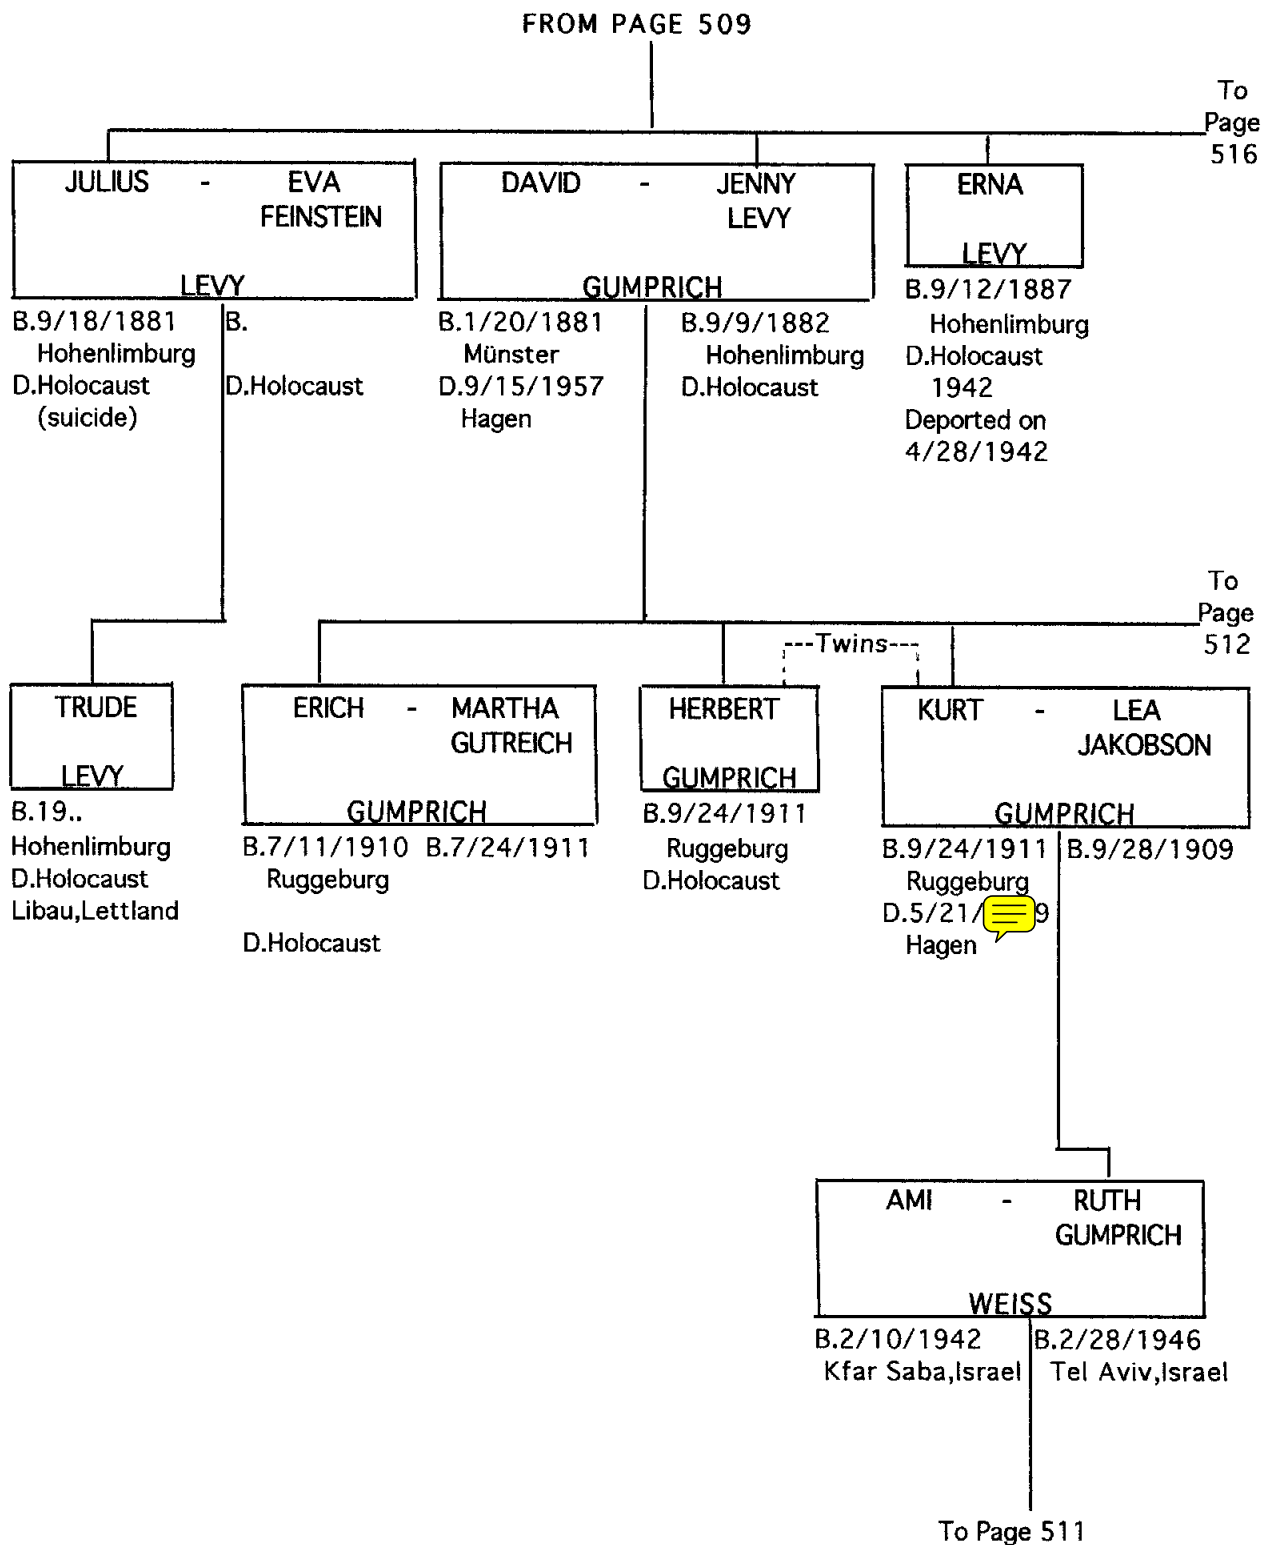 FROM PAGE 509
To
Page
516
JULIUS - EVA
FEINSTEIN
LEVY
B.9/18/1881 B.
Hohenlimburg
D.Holocaust D.Holocaust
(suicide)
DAVID - JENNY
LEVY
GUMPRICH
B.1/20/1881 B.9/9/1882
Münster Hohenlimburg
D.9/15/1957 D.Holocaust
Hagen
ERNA
LEVY
B.9/12/1887
Hohenlimburg
D.Holocaust
1942
Deported on
4/28/1942
To
Page
512
---Twins---
TRUDE
LEVY
B.19..
Hohenlimburg
D.Holocaust
Libau,Lettland
ERICH - MARTHA
GUTREICH
GUMPRICH
B.7/11/1910 B.7/24/1911
Ruggeburg
D.Holocaust
HERBERT
GUMPRICH
B.9/24/1911
Ruggeburg
D.Holocaust
KURT - LEA
JAKOBSON
GUMPRICH
B.9/24/1911 B.9/28/1909
Ruggeburg
D.5/21/ 9
Hagen
AMI - RUTH
GUMPRICH
WEISS
B.2/10/1942 B.2/28/1946
Kfar Saba,Israel Tel Aviv,Israel
To Page 511